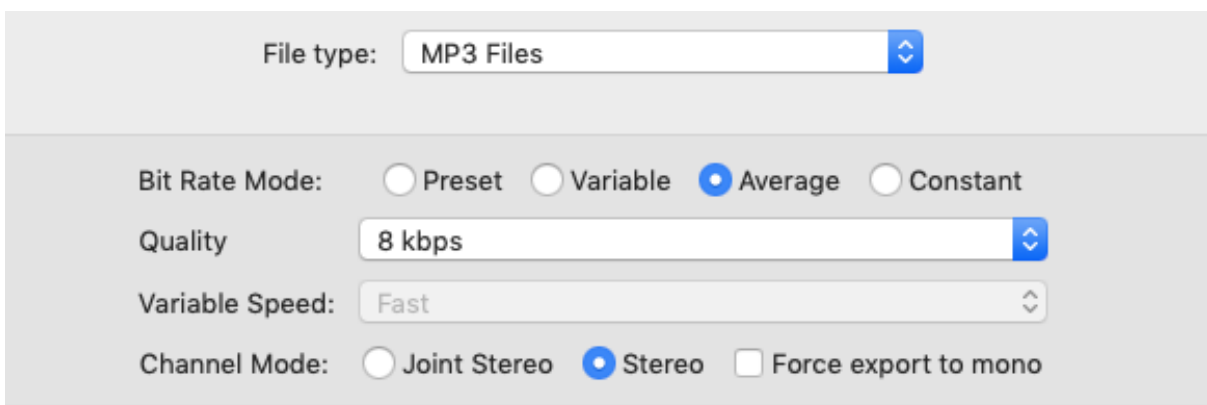 File type: MP3 Files
Bit Rate Mode: Preset Variable Average Constant
Quality 8 kbps
Variable Speed: Fast
Channel Mode: Joint Stereo Stereo Force export to mono